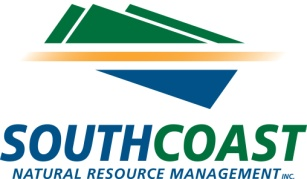 SOUTHCOAST
NATURAL RESOURCE MANAGEMENT INC.